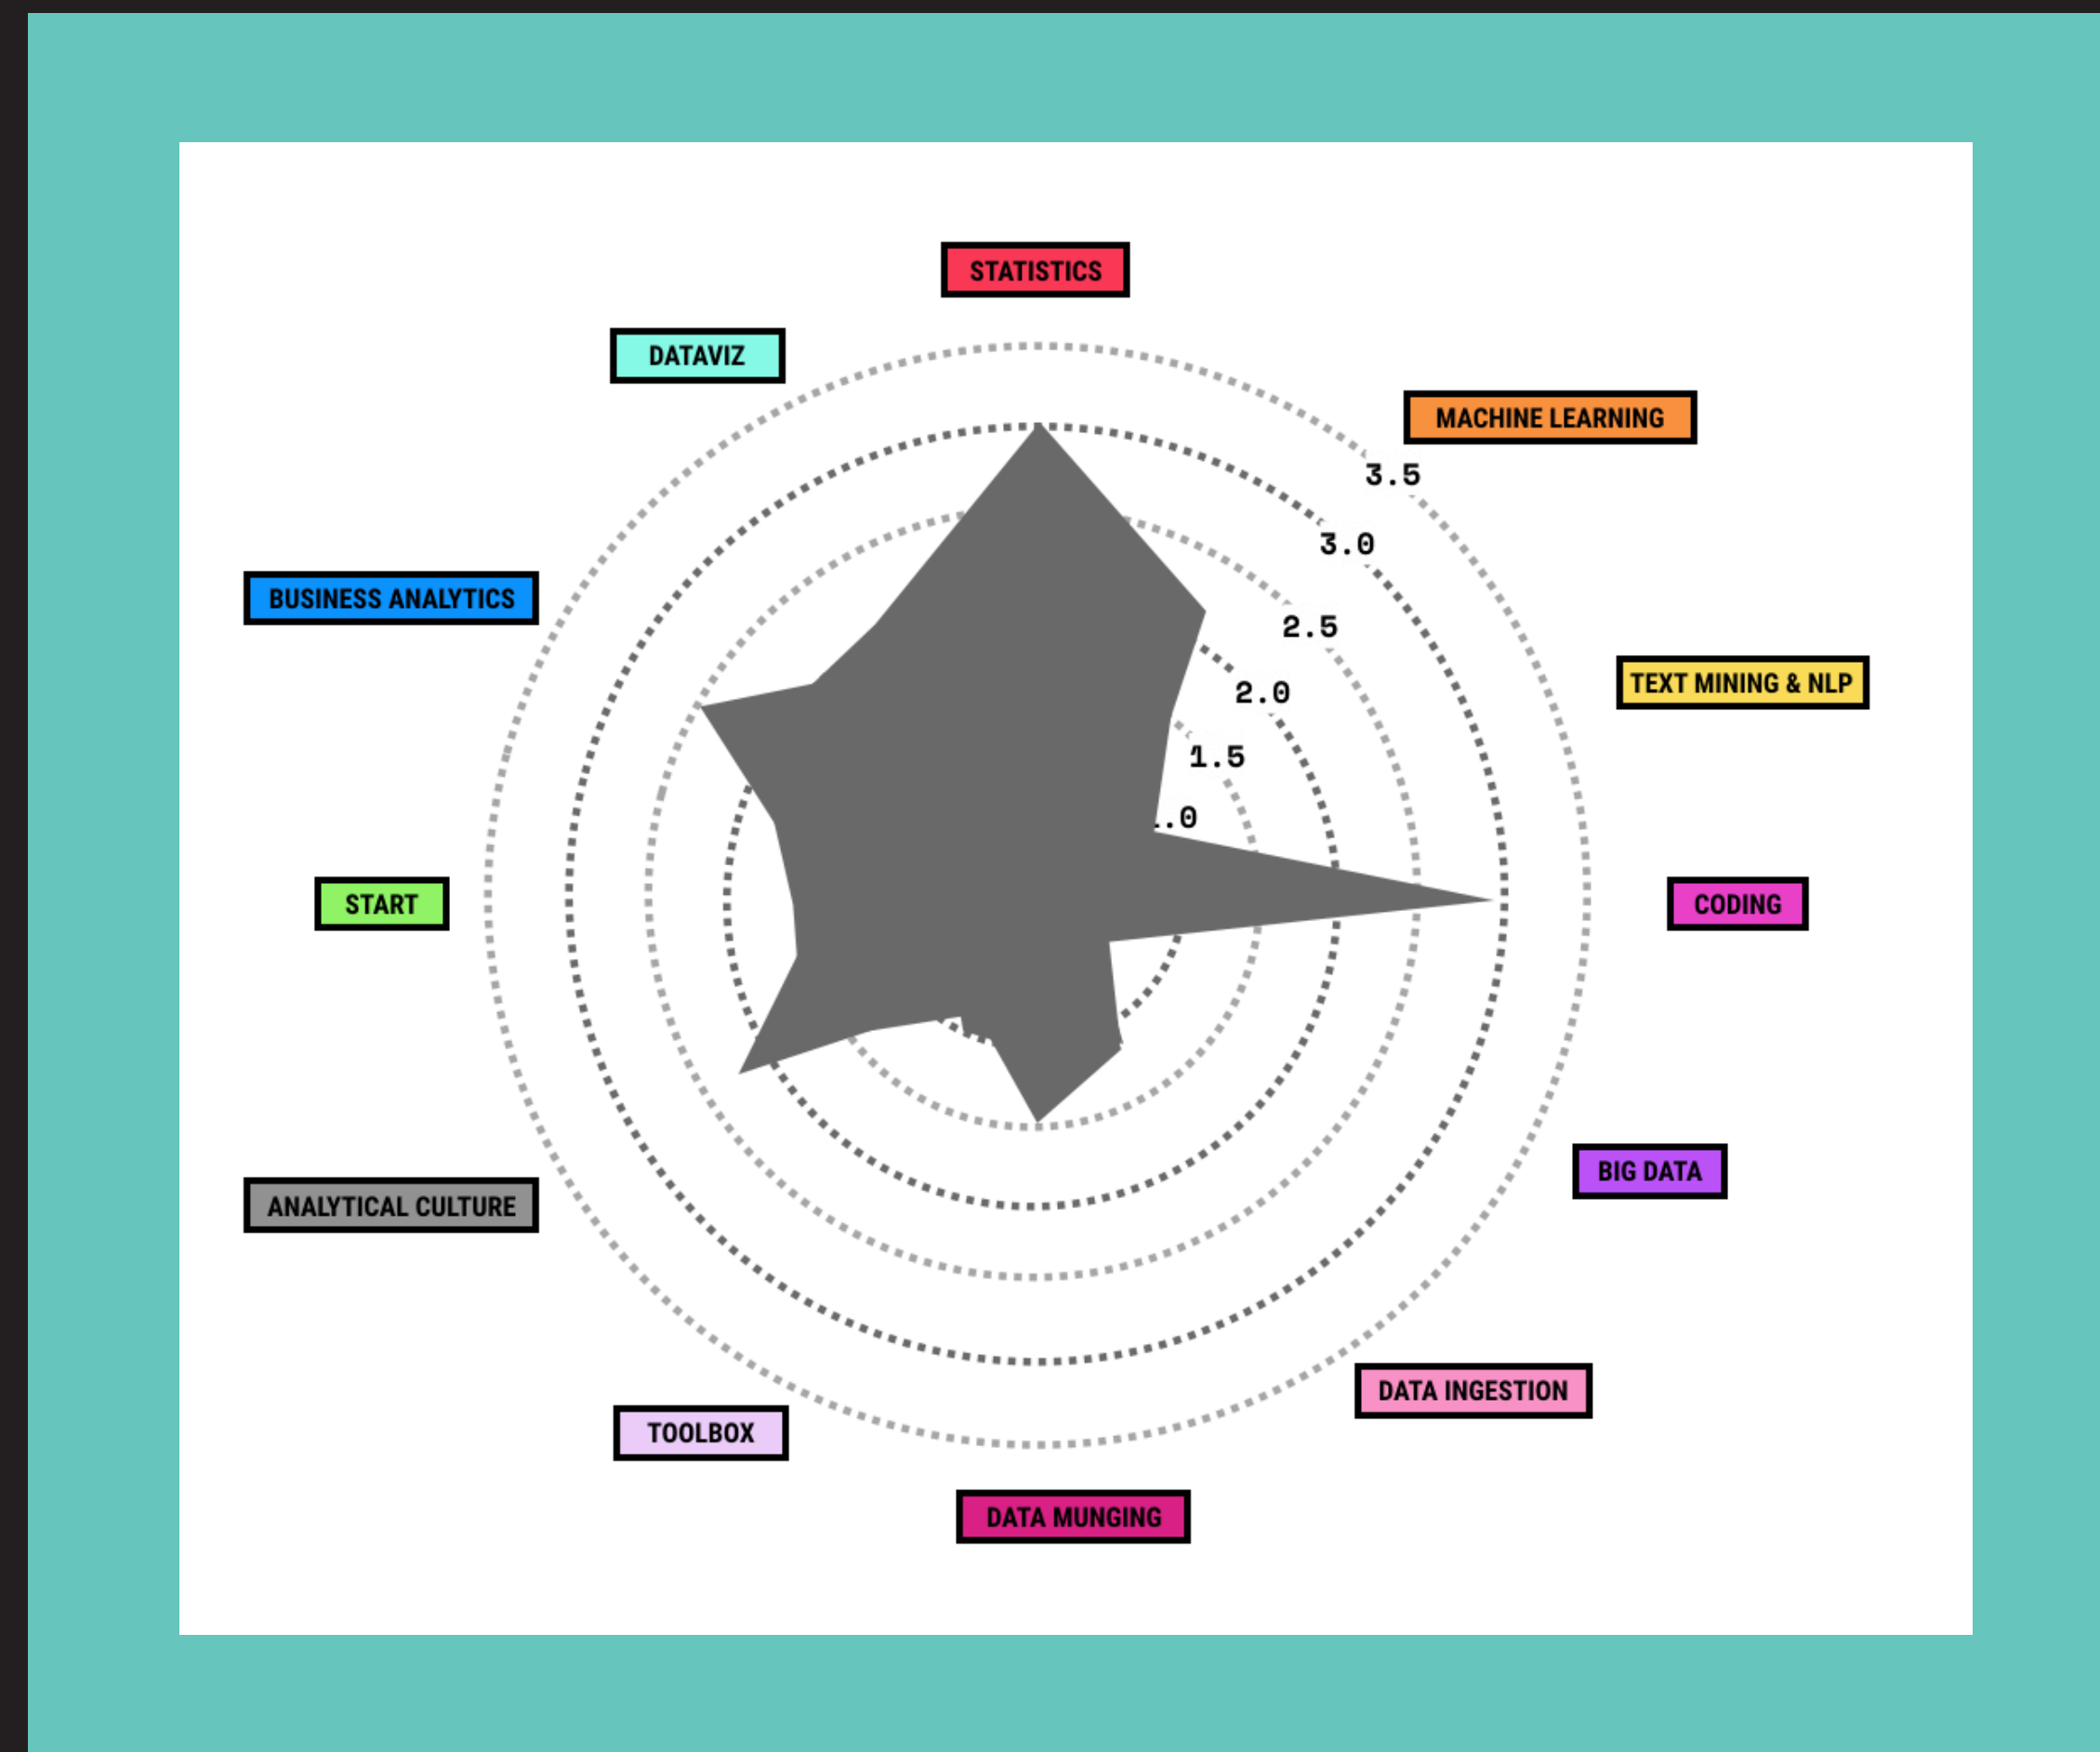 STATISTICS
DATAVIZ
MACHINE LEARNING
3.5
3.0
BUSINESS ANALYTICS
2.5
TEXT MINING & NLP
2.0
1.5
.0
START
CODING
BIG DATA
ANALYTICAL CULTURE
DATA INGESTION
TOOLBOX
DATA MUNGING